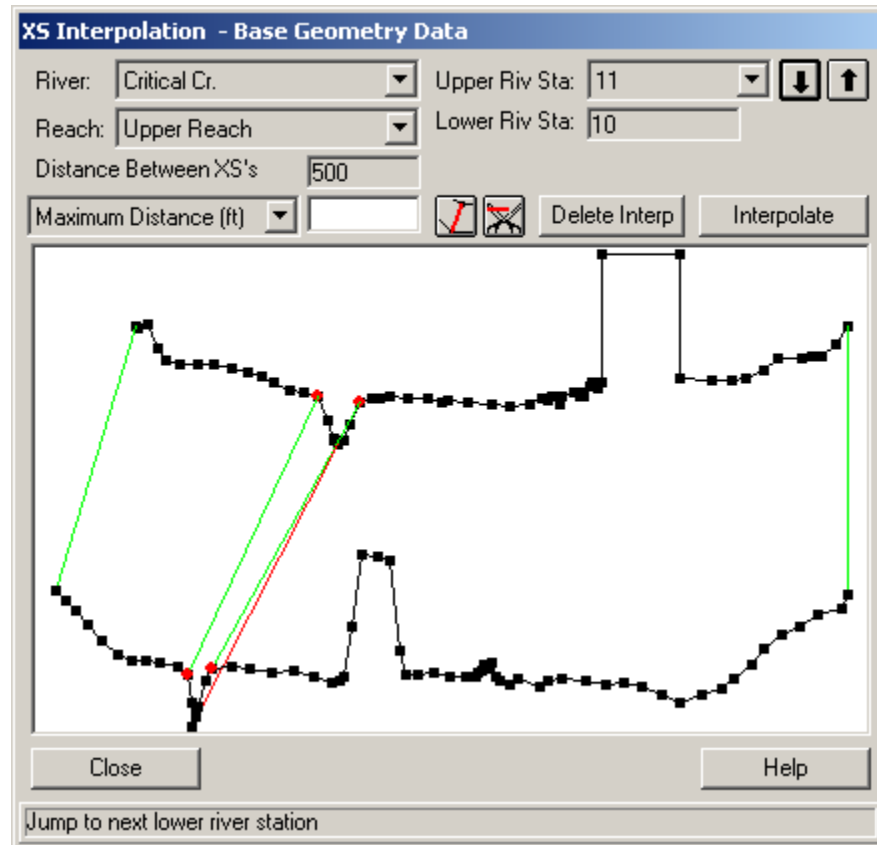 XS Interpolation - Base Geometry Data
River: Critical Cr. Upper Riv Sta: 11
Reach: Upper Reach Lower Riv Sta: 10
Distance Between XS's 500
Maximum Distance (ft) Delete Interp Interpolate
Close Help
Jump to next lower river station